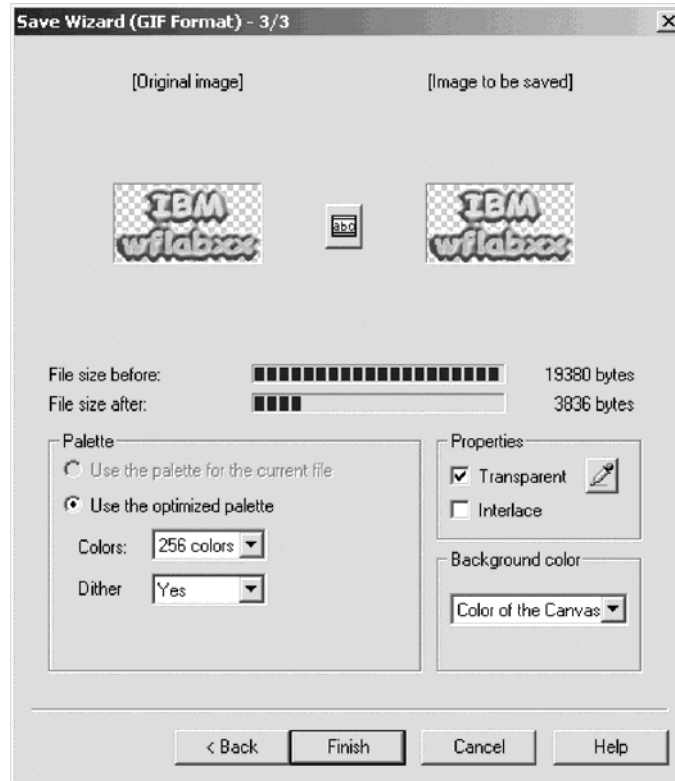 Save Wizard (GIF Format) - 3/3
[Original image] [Image to be saved]
IBM
wflabxx
abc
IBM
wflabxx
File size before: 19380 bytes
File size after: 3836 bytes
Palette
Use the palette for the current file
Use the optimized palette
Colors: 256 colors
Dither Yes
Properties
Transparent
Interlace
Background color
Color of the Canvas
< Back Finish Cancel Help